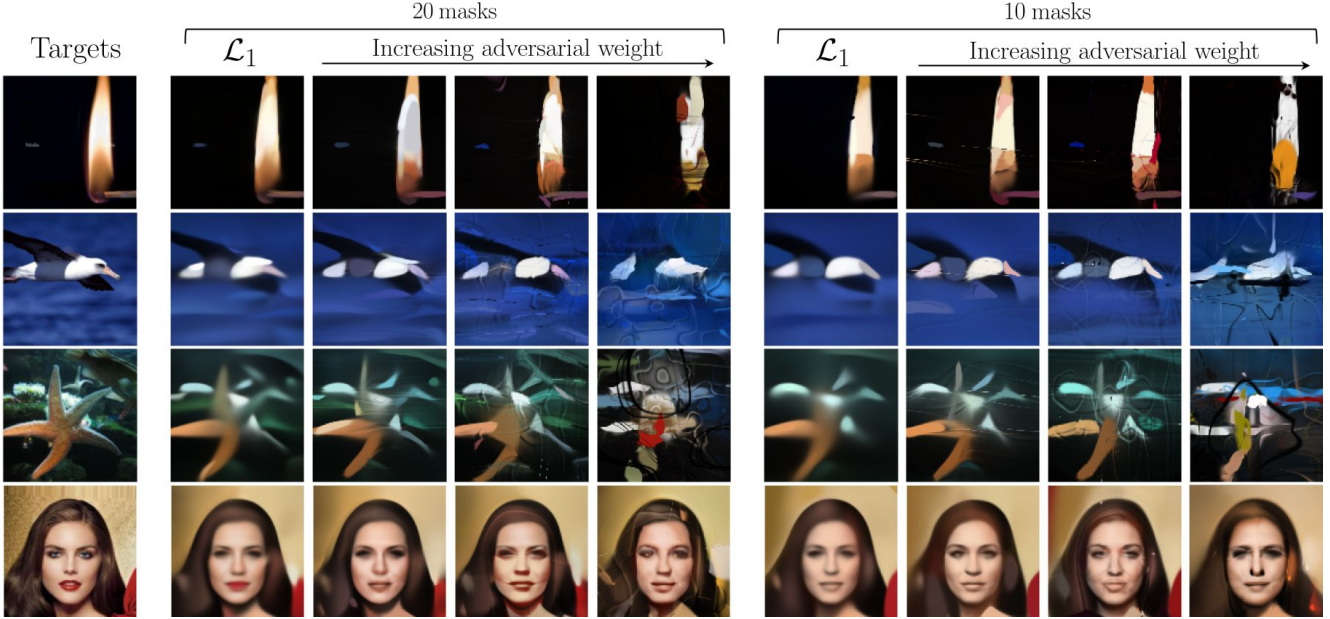 20 masks
10 masks
Targets
ℒ₁
Increasing adversarial weight
ℒ₁
Increasing adversarial weight